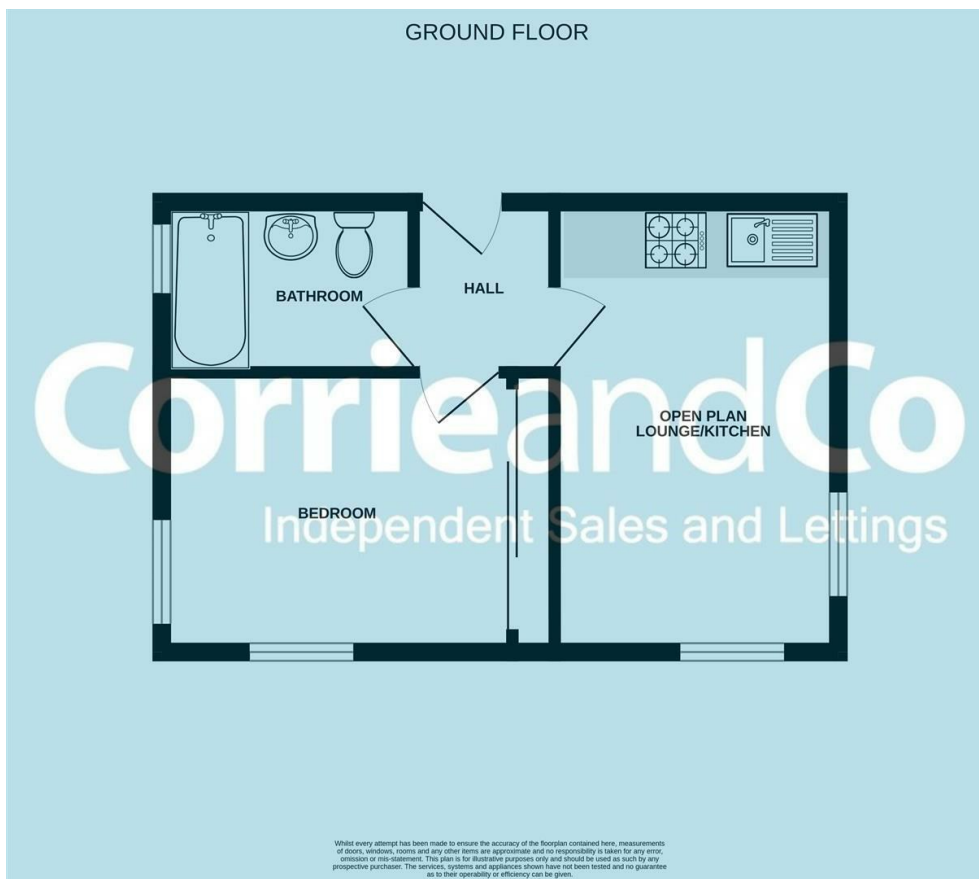 GROUND FLOOR
BATHROOM
HALL
OPEN PLAN
LOUNGE/KITCHEN
CorrieandCo
BEDROOM
Independent Sales and Lettings
Whilst every attempt has been made to ensure the accuracy of the floorplan contained here, measurements
of doors, windows, rooms and any other items are approximate and no responsibility is taken for any error,
omission or mis-statement. This plan is for illustrative purposes only and should be used as such by any
prospective purchaser. The services, systems and appliances shown have not been tested and no guarantee
as to their operability or efficiency can be given.